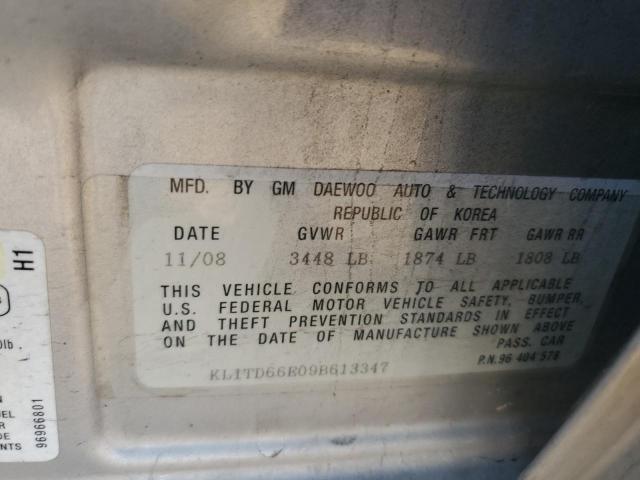 MFD. BY GM DAEWOO AUTO & TECHNOLOGY COMPANY
REPUBLIC OF KOREA
DATE GVWR GAWR FRT GAWR RR
11/08 3448 LB 1874 LB 1808 LB
THIS VEHICLE CONFORMS TO ALL APPLICABLE
U.S. FEDERAL MOTOR VEHICLE SAFETY, BUMPER,
AND THEFT PREVENTION STANDARDS IN EFFECT
ON THE DATE OF MANUFACTURE SHOWN ABOVE
PASS. CAR
P.N. 96 404 578
KL1TD66E09B613347
H1
96966801